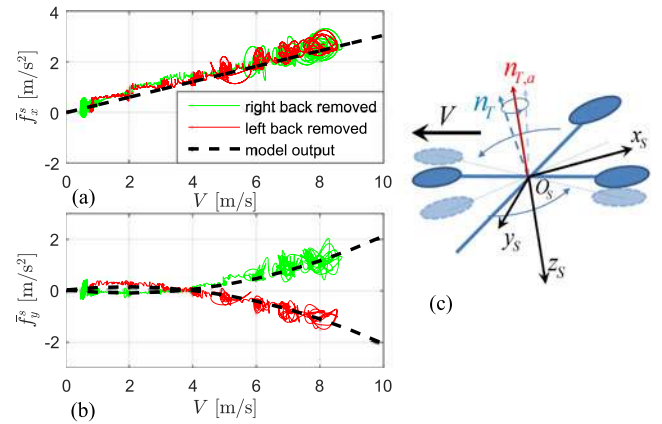 4
2
0
-2
0 2 4 6 8 10
f̄ₓˢ [m/s²]
V [m/s]
right back removed
left back removed
model output
(a)
2
0
-2
0 2 4 6 8 10
f̄ᵧˢ [m/s²]
V [m/s]
(b)
n_{Γ,a}
n_Γ
V
x_S
O_S
y_S
z_S
(c)